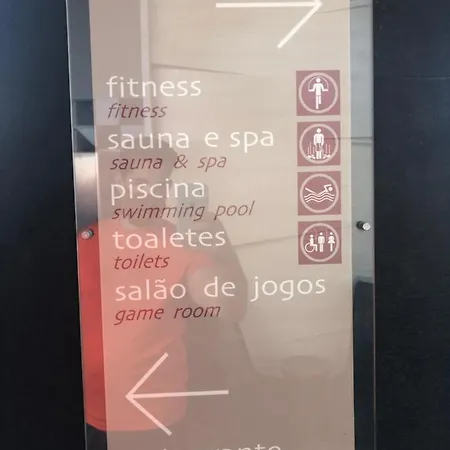 fitness
fitness
sauna e spa
sauna & spa
piscina
swimming pool
toaletes
toilets
salão de jogos
game room